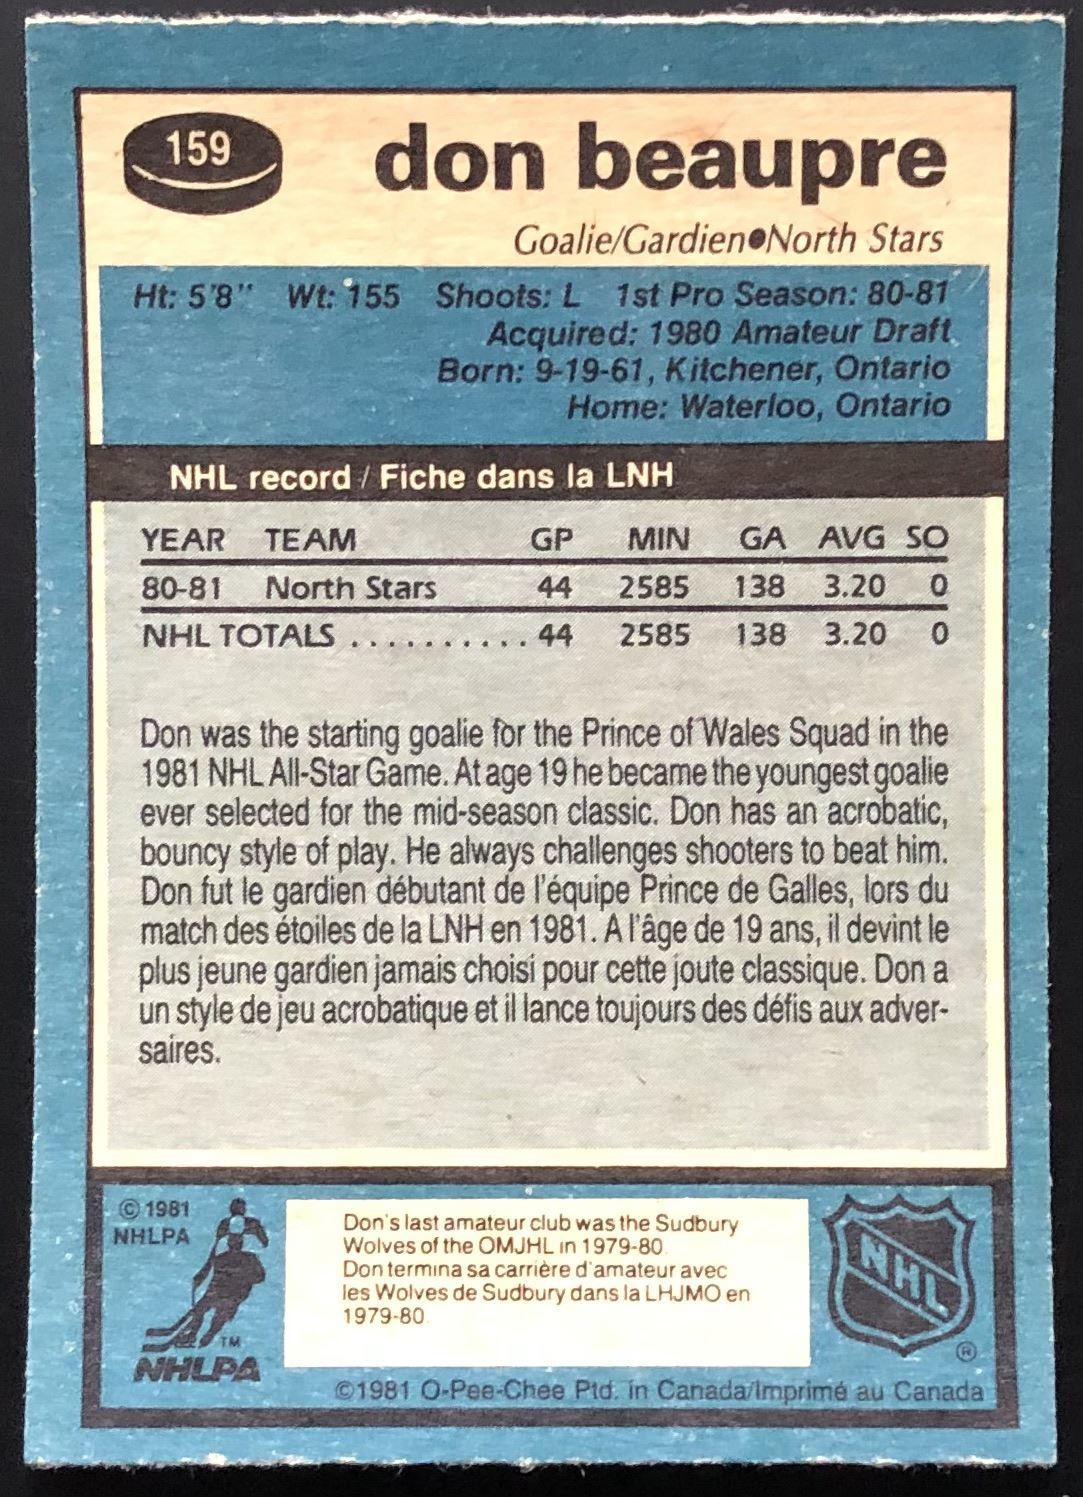 159
don beaupre
Goalie/Gardien●North Stars
Ht: 5'8" Wt: 155 Shoots: L 1st Pro Season: 80-81
Acquired: 1980 Amateur Draft
Born: 9-19-61, Kitchener, Ontario
Home: Waterloo, Ontario
NHL record / Fiche dans la LNH
YEAR TEAM GP MIN GA AVG SO
80-81 North Stars 44 2585 138 3.20 0
NHL TOTALS .......... 44 2585 138 3.20 0
Don was the starting goalie for the Prince of Wales Squad in the
1981 NHL All-Star Game. At age 19 he became the youngest goalie
ever selected for the mid-season classic. Don has an acrobatic,
bouncy style of play. He always challenges shooters to beat him.
Don fut le gardien débutant de l'équipe Prince de Galles, lors du
match des étoiles de la LNH en 1981. A l'âge de 19 ans, il devint le
plus jeune gardien jamais choisi pour cette joute classique. Don a
un style de jeu acrobatique et il lance toujours des défis aux adver-
saires.
© 1981
NHLPA
TM
NHLPA
Don's last amateur club was the Sudbury
Wolves of the OMJHL in 1979-80.
Don termina sa carrière d'amateur avec
les Wolves de Sudbury dans la LHJMO en
1979-80.
NHL
®
©1981 O-Pee-Chee Ptd. in Canada/Imprimé au Canada